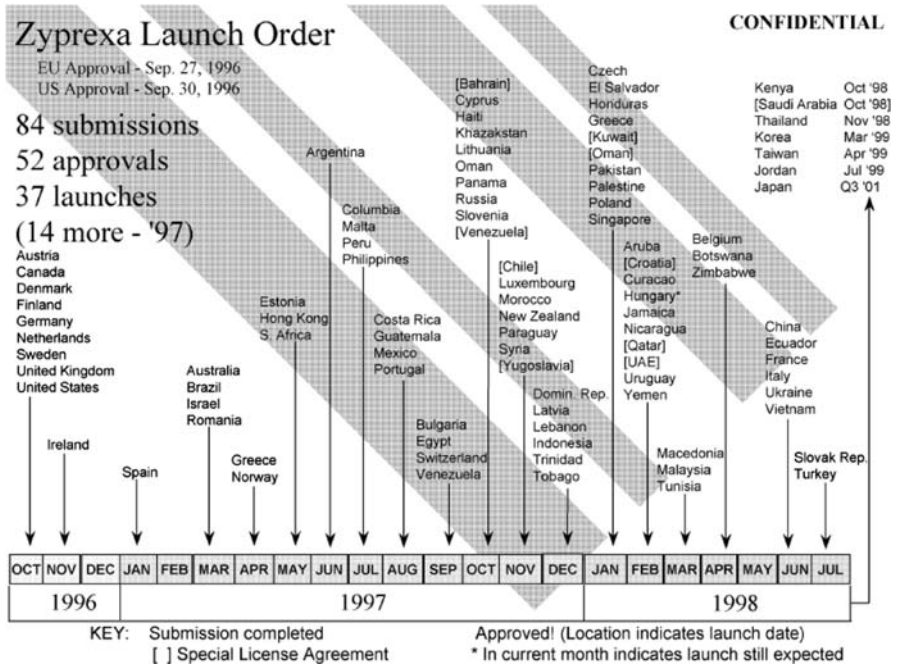 CONFIDENTIAL
Zyprexa Launch Order
EU Approval - Sep. 27, 1996
US Approval - Sep. 30, 1996
84 submissions
52 approvals
37 launches
(14 more - '97)
Austria
Canada
Denmark
Finland
Germany
Netherlands
Sweden
United Kingdom
United States
Ireland
Spain
Australia
Brazil
Israel
Romania
Greece
Norway
Estonia
Hong Kong
S. Africa
Argentina
Columbia
Malta
Peru
Philippines
Costa Rica
Guatemala
Mexico
Portugal
Bulgaria
Egypt
Switzerland
Venezuela
[Bahrain]
Cyprus
Haiti
Khazakstan
Lithuania
Oman
Panama
Russia
Slovenia
[Venezuela]
[Chile]
Luxembourg
Morocco
New Zealand
Paraguay
Syria
[Yugoslavia]
Domin. Rep.
Latvia
Lebanon
Indonesia
Trinidad
Tobago
Czech
El Salvador
Honduras
Greece
[Kuwait]
[Oman]
Pakistan
Palestine
Poland
Singapore
Aruba
[Croatia]
Curacao
Hungary*
Jamaica
Nicaragua
[Qatar]
[UAE]
Uruguay
Yemen
Macedonia
Malaysia
Tunisia
Belgium
Botswana
Zimbabwe
China
Ecuador
France
Italy
Ukraine
Vietnam
Slovak Rep.
Turkey
Kenya Oct '98
[Saudi Arabia Oct '98]
Thailand Nov '98
Korea Mar '99
Taiwan Apr '99
Jordan Jul '99
Japan Q3 '01
OCT NOV DEC JAN FEB MAR APR MAY JUN JUL AUG SEP OCT NOV DEC JAN FEB MAR APR MAY JUN JUL
1996 1997 1998
KEY: Submission completed Approved! (Location indicates launch date)
[ ] Special License Agreement * In current month indicates launch still expected